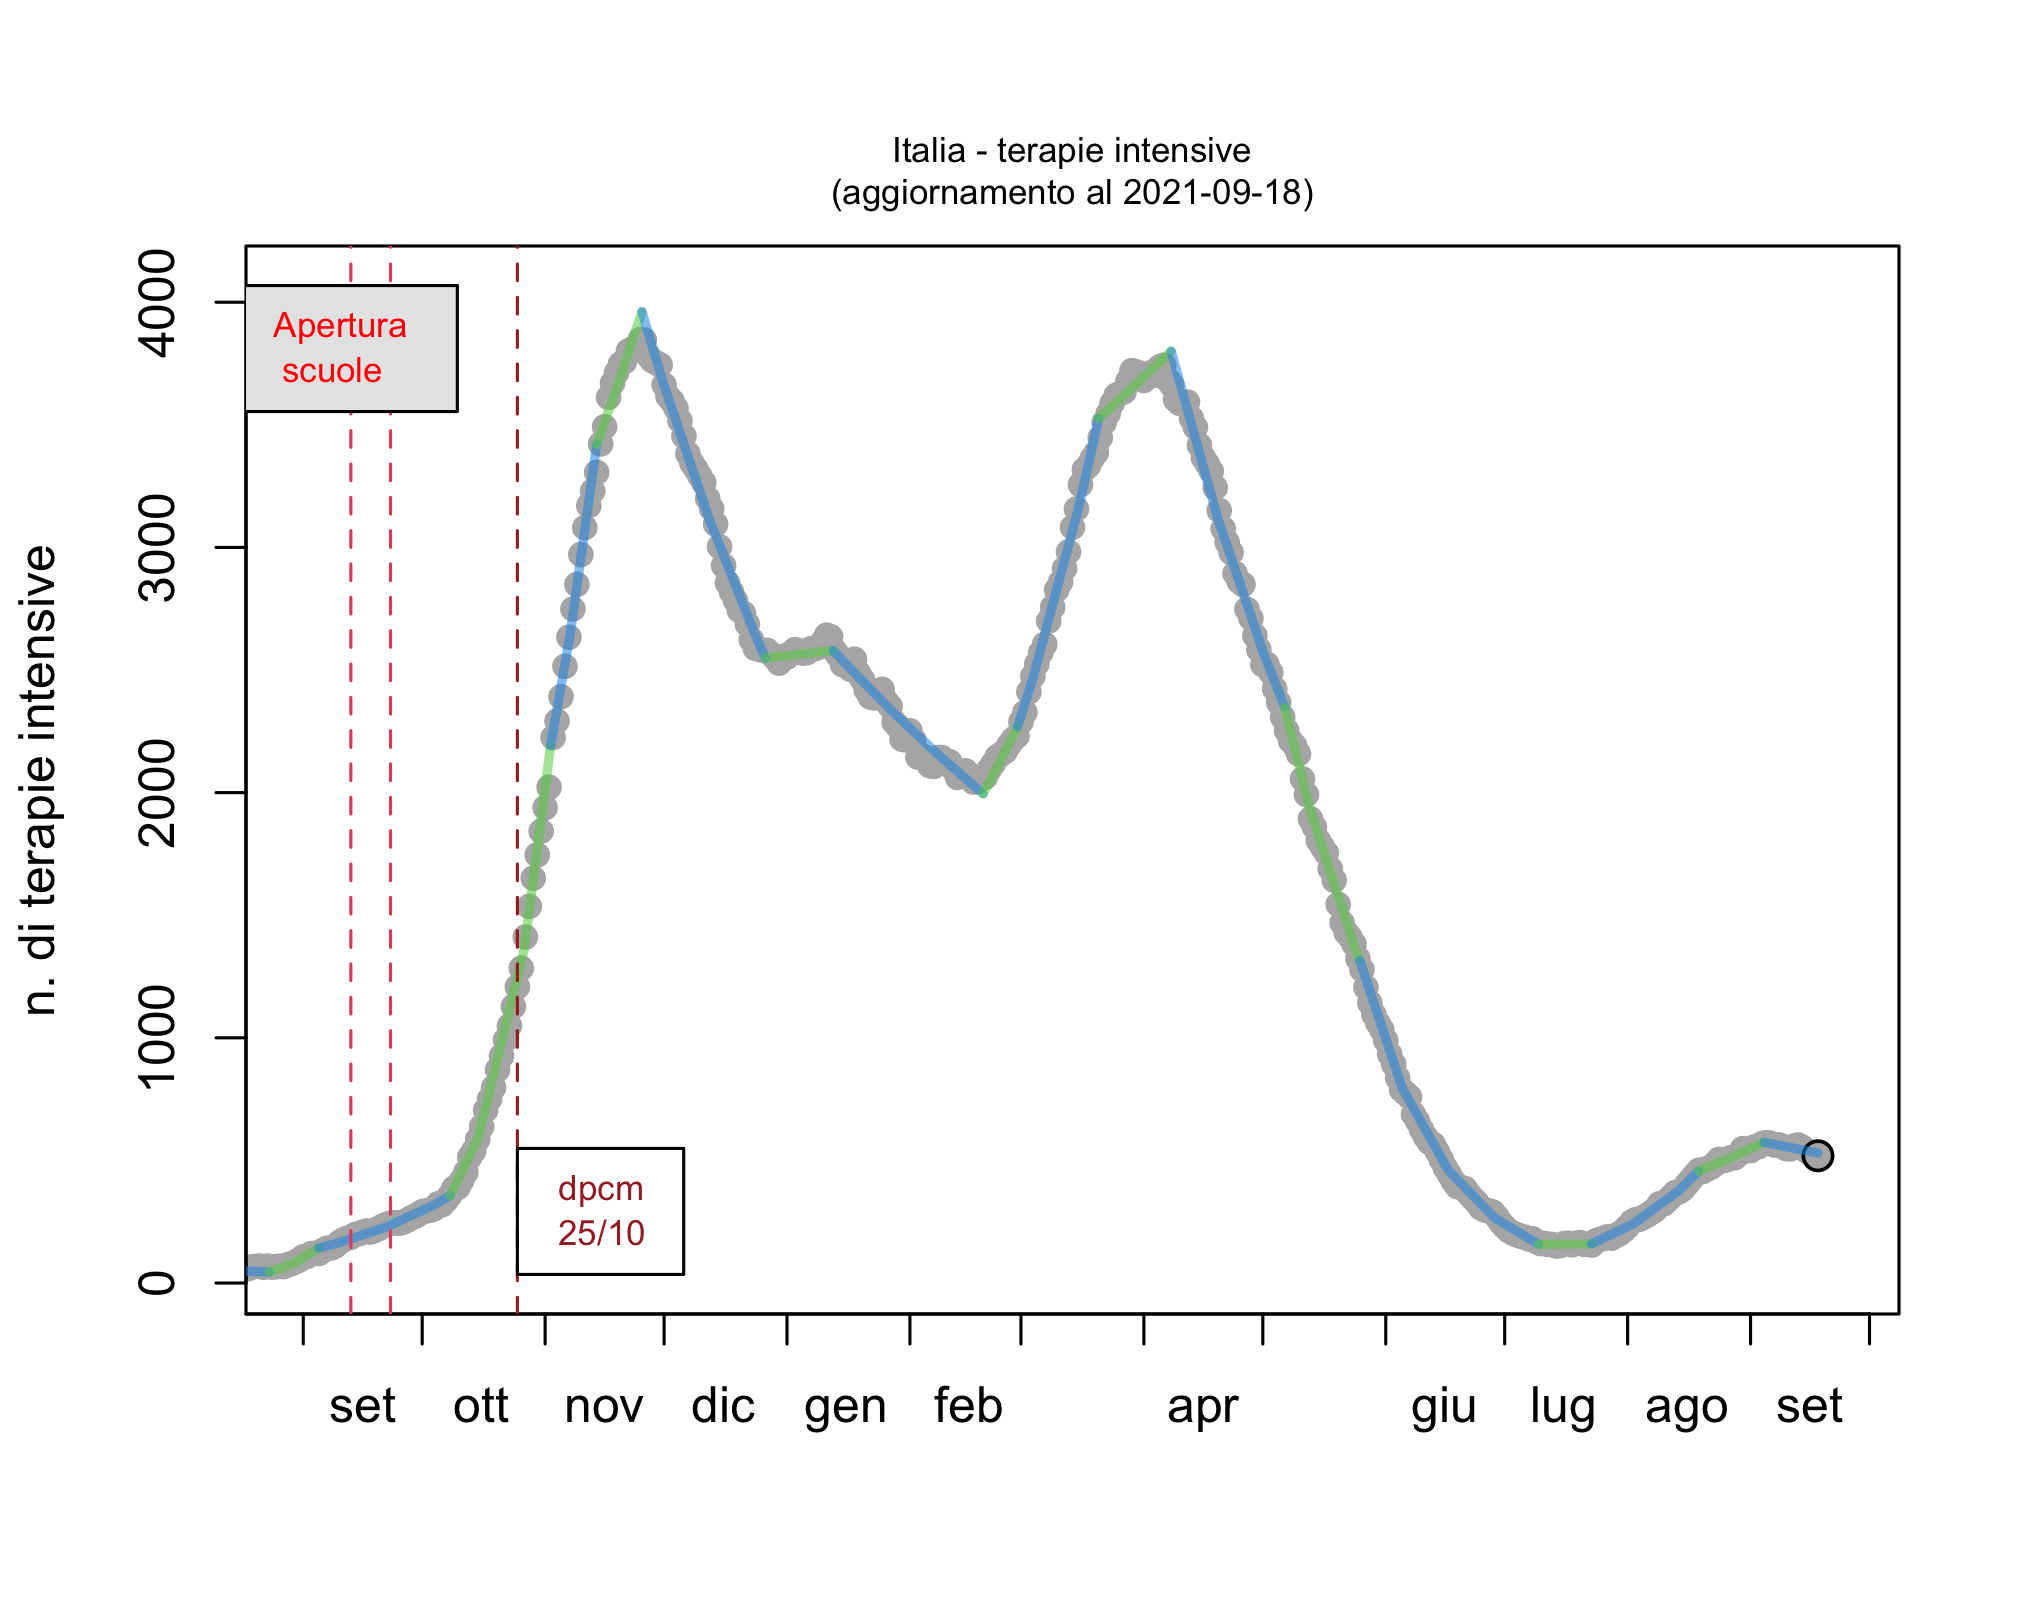 Italia - terapie intensive
(aggiornamento al 2021-09-18)
n. di terapie intensive
4000
3000
2000
1000
0
Apertura
scuole
dpcm
25/10
set ott nov dic gen feb apr giu lug ago set